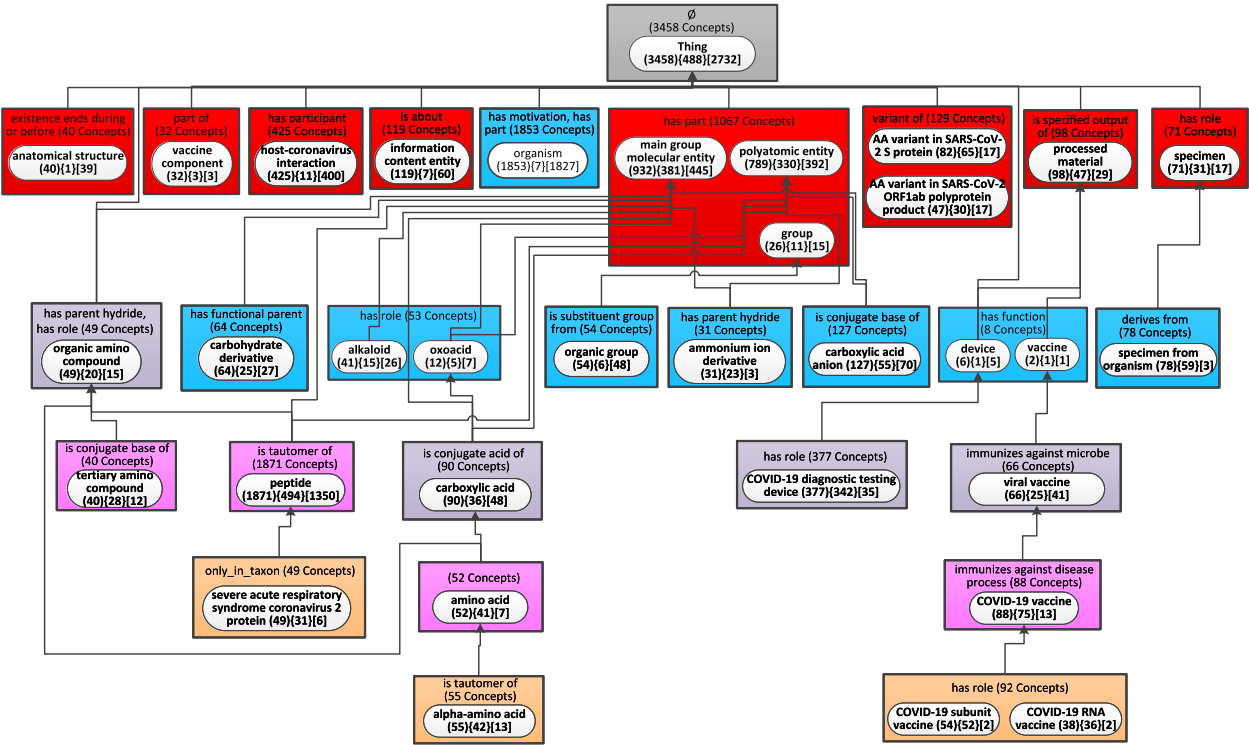 Ø
(3458 Concepts)
Thing
(3458){488}[2732]
existence ends during
or before (40 Concepts)
anatomical structure
(40){1}[39]
part of
(32 Concepts)
vaccine
component
(32){3}[3]
has participant
(425 Concepts)
host-coronavirus
interaction
(425){11}[400]
is about
(119 Concepts)
information
content entity
(119){7}[60]
has motivation, has
part (1853 Concepts)
organism
(1853){7}[1827]
has part (1067 Concepts)
main group
molecular entity
(932){381}[445]
polyatomic entity
(789){330}[392]
group
(26){11}[15]
variant of (129 Concepts)
AA variant in SARS-CoV-
2 S protein (82){65}[17]
AA variant in SARS-CoV-2
ORF1ab polyprotein
product (47){30}[17]
is specified output
of (98 Concepts)
processed
material
(98){47}[29]
has role
(71 Concepts)
specimen
(71){31}[17]
has parent hydride,
has role (49 Concepts)
organic amino
compound
(49){20}[15]
has functional parent
(64 Concepts)
carbohydrate
derivative
(64){25}[27]
has role (53 Concepts)
alkaloid
(41){15}[26]
oxoacid
(12){5}[7]
is substituent group
from (54 Concepts)
organic group
(54){6}[48]
has parent hydride
(31 Concepts)
ammonium ion
derivative
(31){23}[3]
is conjugate base of
(127 Concepts)
carboxylic acid
anion (127){55}[70]
has function
(8 Concepts)
device
(6){1}[5]
vaccine
(2){1}[1]
derives from
(78 Concepts)
specimen from
organism (78){59}[3]
is conjugate base of
(40 Concepts)
tertiary amino
compound
(40){28}[12]
is tautomer of
(1871 Concepts)
peptide
(1871){494}[1350]
is conjugate acid of
(90 Concepts)
carboxylic acid
(90){36}[48]
has role (377 Concepts)
COVID-19 diagnostic testing
device (377){342}[35]
immunizes against microbe
(66 Concepts)
viral vaccine
(66){25}[41]
only_in_taxon (49 Concepts)
severe acute respiratory
syndrome coronavirus 2
protein (49){31}[6]
(52 Concepts)
amino acid
(52){41}[7]
immunizes against disease
process (88 Concepts)
COVID-19 vaccine
(88){75}[13]
is tautomer of
(55 Concepts)
alpha-amino acid
(55){42}[13]
has role (92 Concepts)
COVID-19 subunit
vaccine (54){52}[2]
COVID-19 RNA
vaccine (38){36}[2]